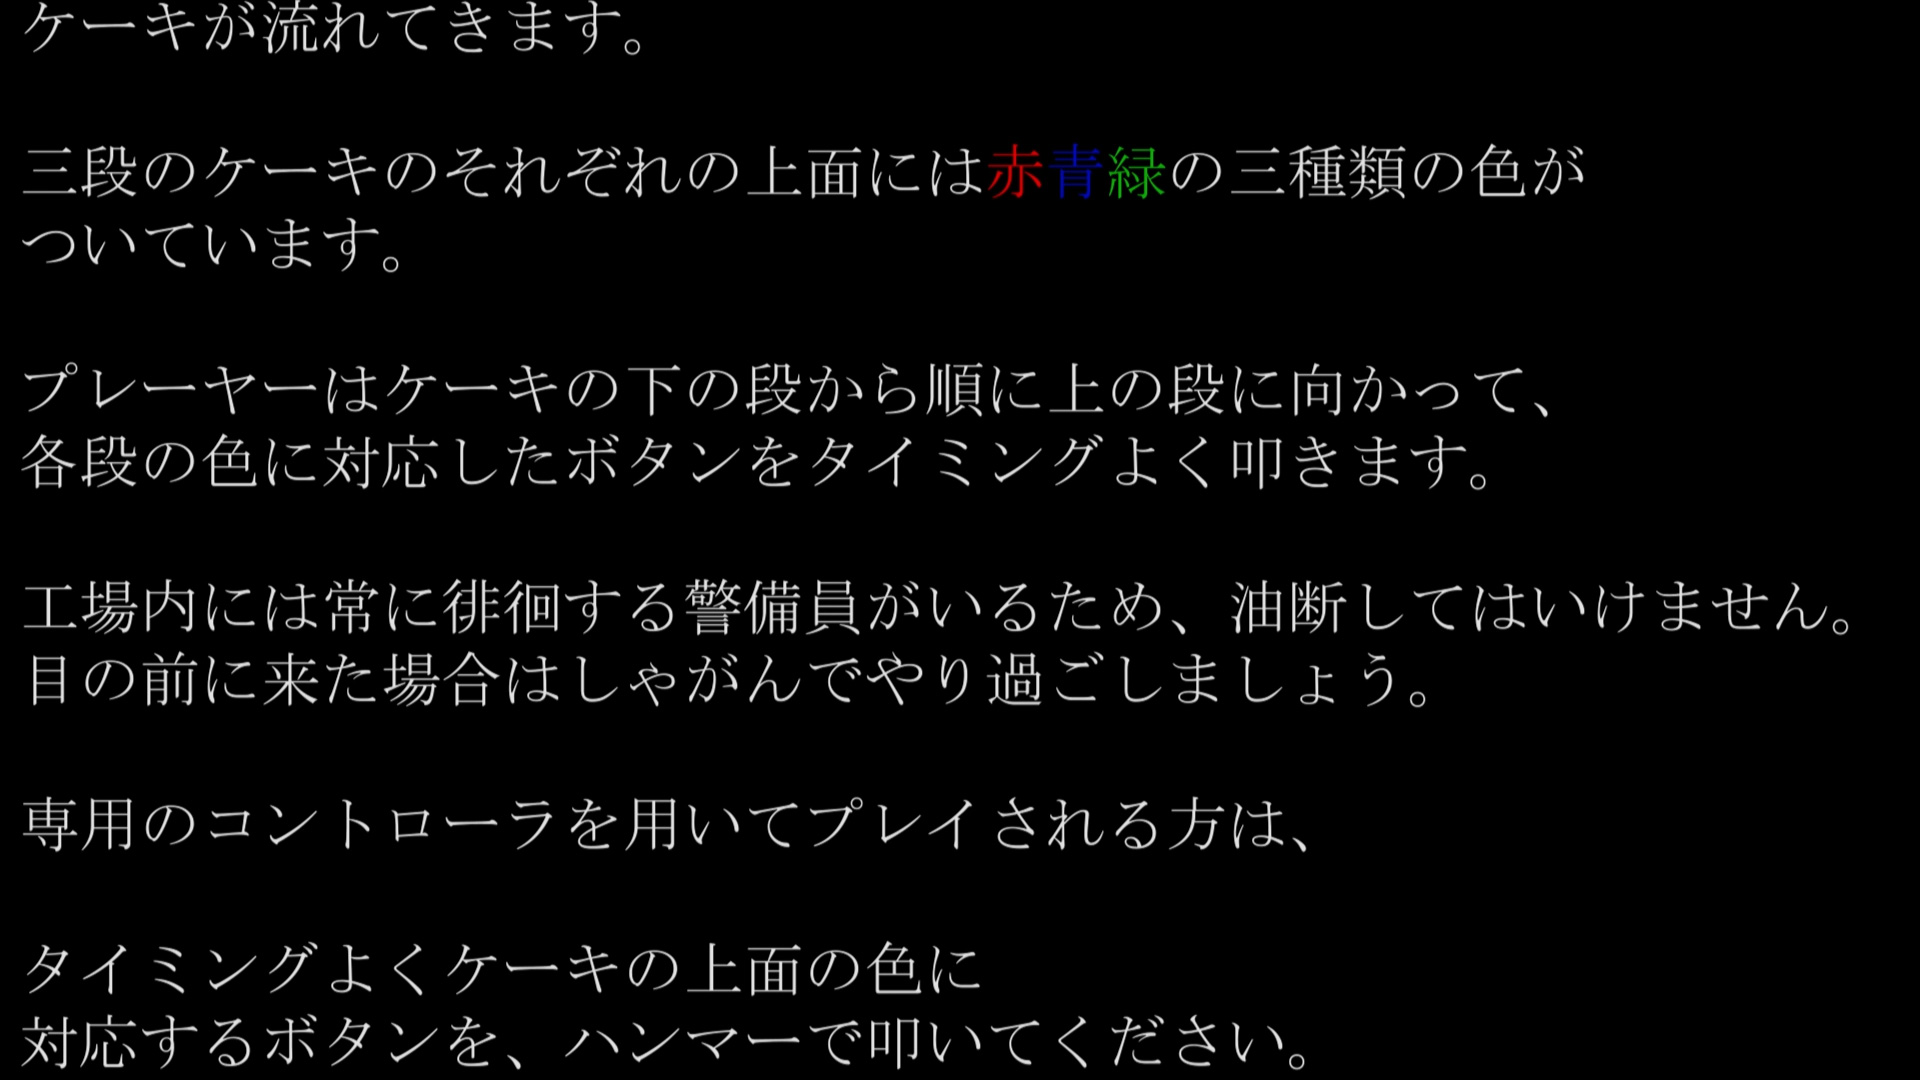 ケーキが流れてきます。
三段のケーキのそれぞれの上面には赤青緑の三種類の色が
ついています。
プレーヤーはケーキの下の段から順に上の段に向かって、
各段の色に対応したボタンをタイミングよく叩きます。
工場内には常に徘徊する警備員がいるため、油断してはいけません。
目の前に来た場合はしゃがんでやり過ごしましょう。
専用のコントローラを用いてプレイされる方は、
タイミングよくケーキの上面の色に
対応するボタンを、ハンマーで叩いてください。